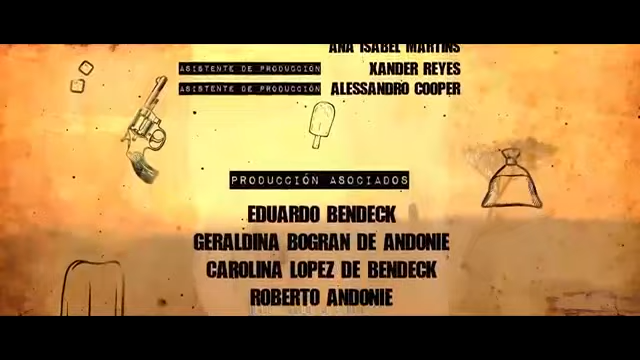 ANA ISABEL MARTINS
ASISTENTE DE PRODUCCIÓN XANDER REYES
ASISTENTE DE PRODUCCIÓN ALESSANDRO COOPER
PRODUCCIÓN ASOCIADOS
EDUARDO BENDECK
GERALDINA BOGRAN DE ANDONIE
CAROLINA LOPEZ DE BENDECK
ROBERTO ANDONIE